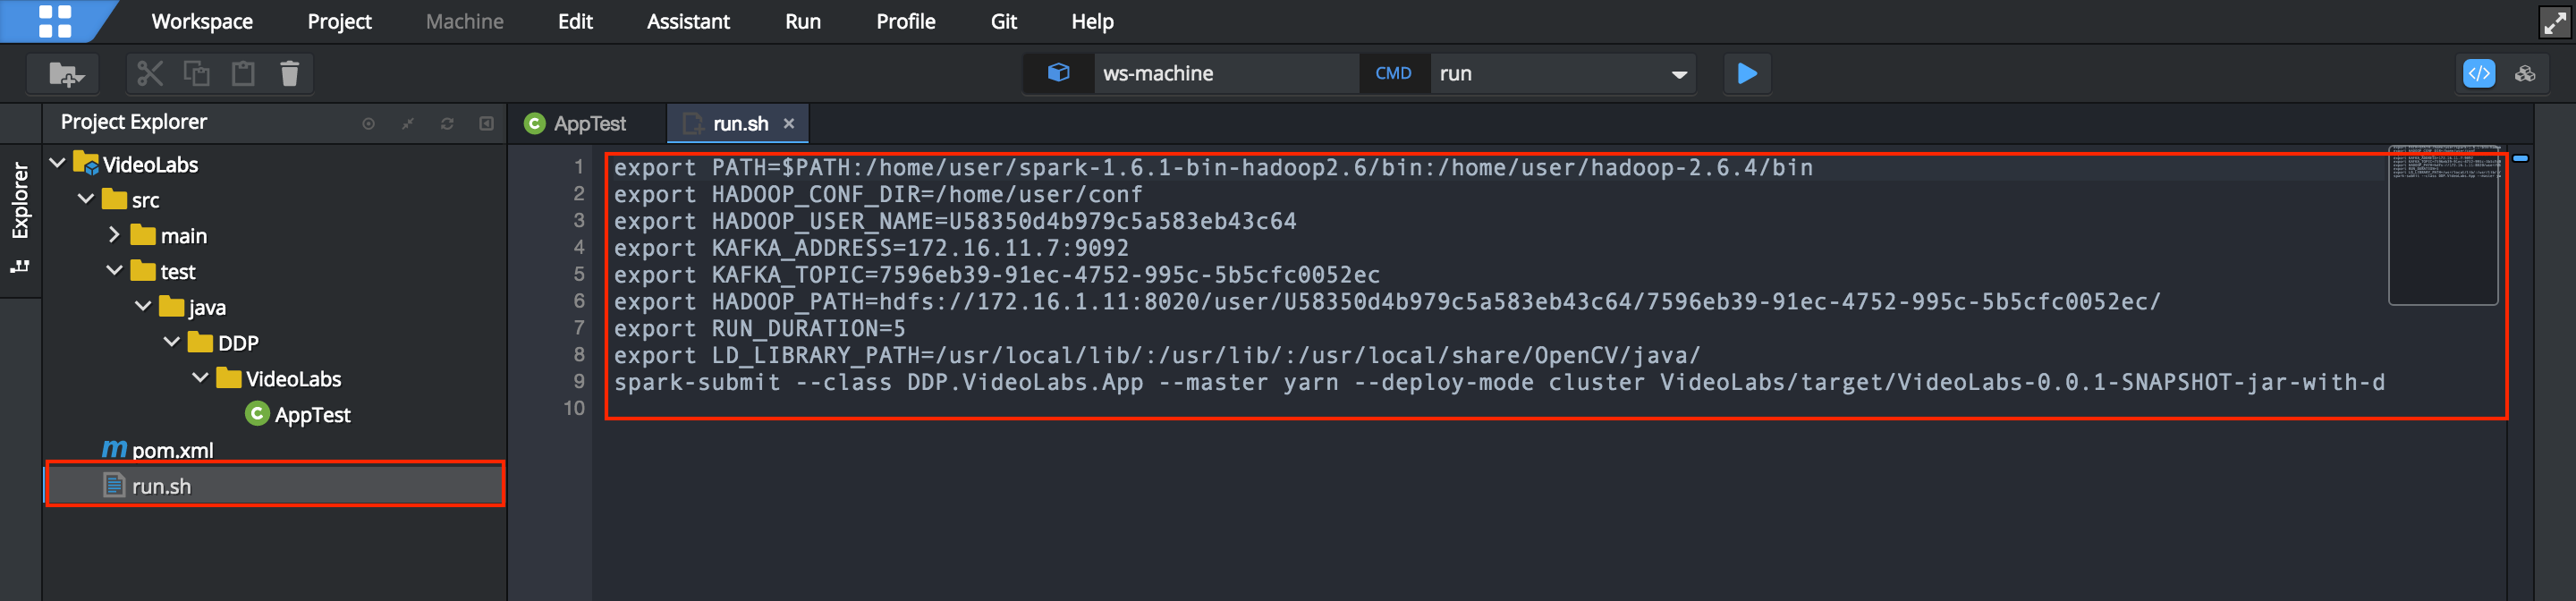 Workspace Project Machine Edit Assistant Run Profile Git Help
ws-machine CMD run
Project Explorer
AppTest
run.sh ×
Explorer
VideoLabs
src
main
test
java
DDP
VideoLabs
AppTest
pom.xml
run.sh
1 export PATH=$PATH:/home/user/spark-1.6.1-bin-hadoop2.6/bin:/home/user/hadoop-2.6.4/bin
2 export HADOOP_CONF_DIR=/home/user/conf
3 export HADOOP_USER_NAME=U58350d4b979c5a583eb43c64
4 export KAFKA_ADDRESS=172.16.11.7:9092
5 export KAFKA_TOPIC=7596eb39-91ec-4752-995c-5b5cfc0052ec
6 export HADOOP_PATH=hdfs://172.16.1.11:8020/user/U58350d4b979c5a583eb43c64/7596eb39-91ec-4752-995c-5b5cfc0052ec/
7 export RUN_DURATION=5
8 export LD_LIBRARY_PATH=/usr/local/lib/:/usr/lib/:/usr/local/share/OpenCV/java/
9 spark-submit --class DDP.VideoLabs.App --master yarn --deploy-mode cluster VideoLabs/target/VideoLabs-0.0.1-SNAPSHOT-jar-with-d
10